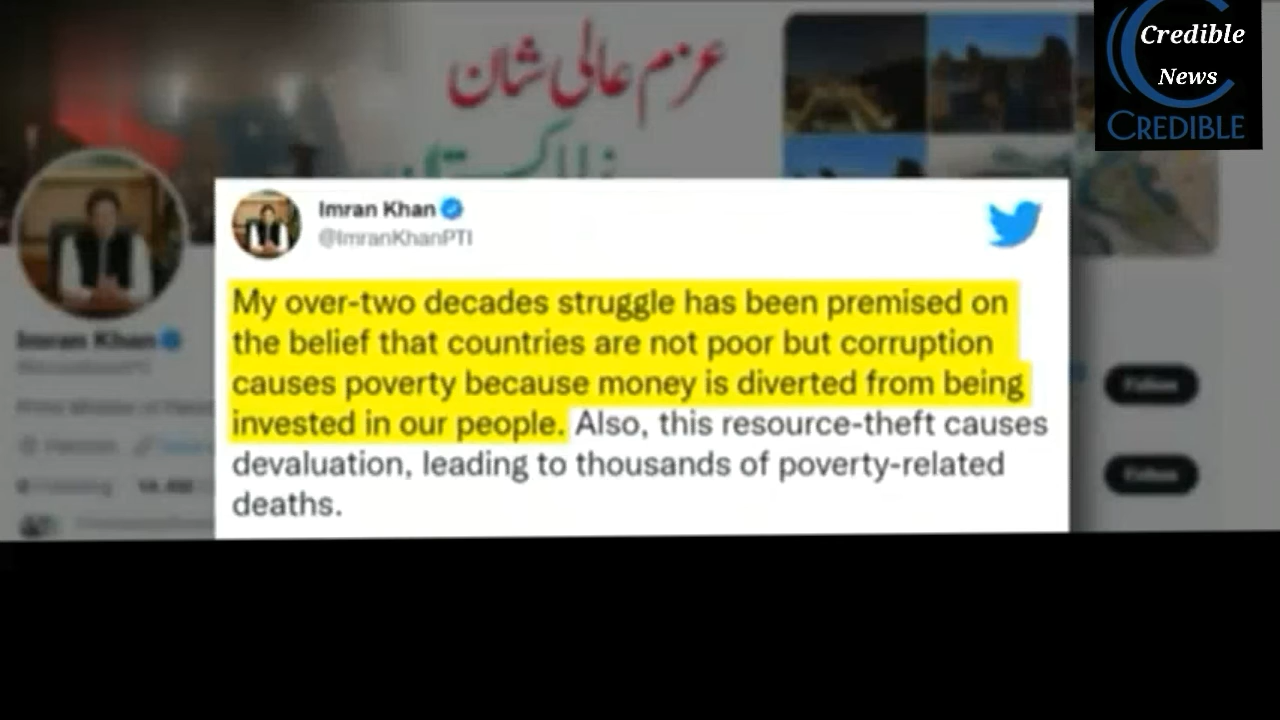 عزم عالی شان
Credible
News
CREDIBLE
Imran Khan
@ImranKhanPTI
My over-two decades struggle has been premised on
the belief that countries are not poor but corruption
causes poverty because money is diverted from being
invested in our people. Also, this resource-theft causes
devaluation, leading to thousands of poverty-related
deaths.
Imran Khan
Follow
Follow